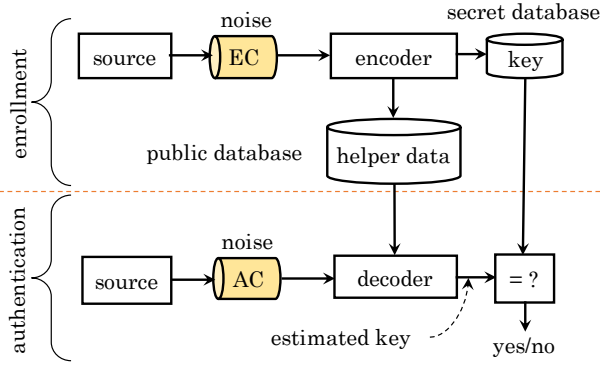 secret database
noise
source
EC
encoder
key
enrollment
public database
helper data
noise
source
AC
decoder
= ?
authentication
estimated key
yes/no